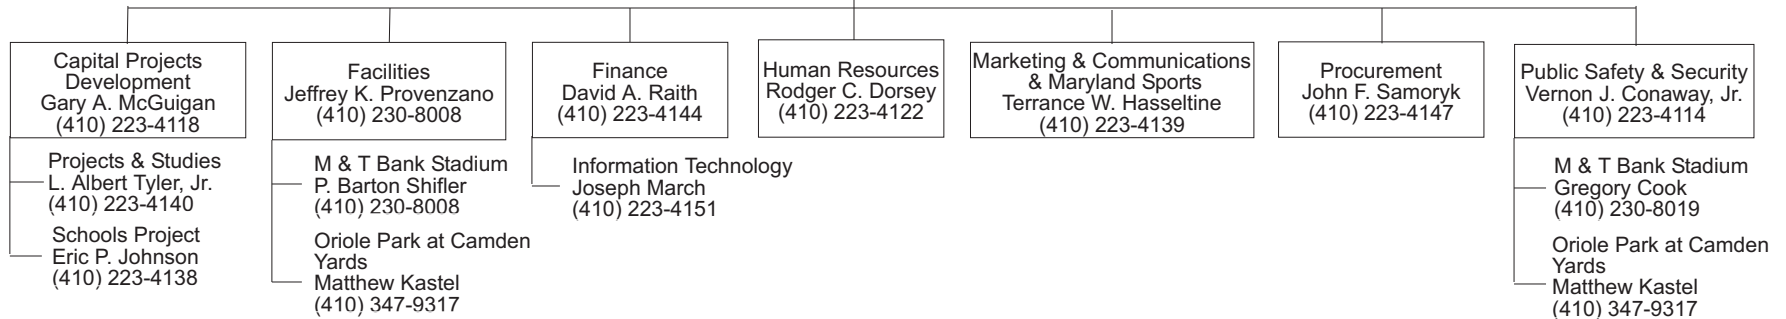 Capital Projects
Development
Gary A. McGuigan
(410) 223-4118
Projects & Studies
L. Albert Tyler, Jr.
(410) 223-4140
Schools Project
Eric P. Johnson
(410) 223-4138
Facilities
Jeffrey K. Provenzano
(410) 230-8008
M & T Bank Stadium
P. Barton Shifler
(410) 230-8008
Oriole Park at Camden
Yards
Matthew Kastel
(410) 347-9317
Finance
David A. Raith
(410) 223-4144
Information Technology
Joseph March
(410) 223-4151
Human Resources
Rodger C. Dorsey
(410) 223-4122
Marketing & Communications
& Maryland Sports
Terrance W. Hasseltine
(410) 223-4139
Procurement
John F. Samoryk
(410) 223-4147
Public Safety & Security
Vernon J. Conaway, Jr.
(410) 223-4114
M & T Bank Stadium
Gregory Cook
(410) 230-8019
Oriole Park at Camden
Yards
Matthew Kastel
(410) 347-9317